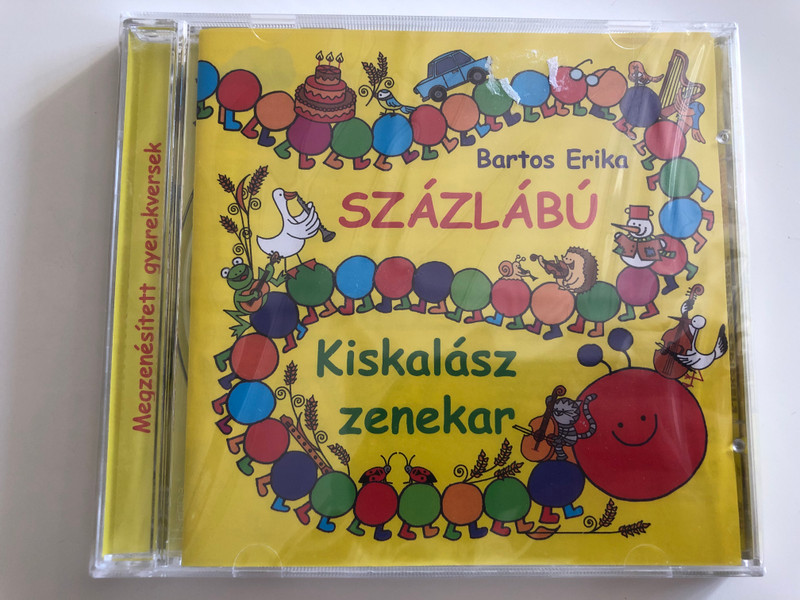 Megzenésített gyerekversek
Bartos Erika
SZÁZLÁBÚ
Kiskalász
zenekar